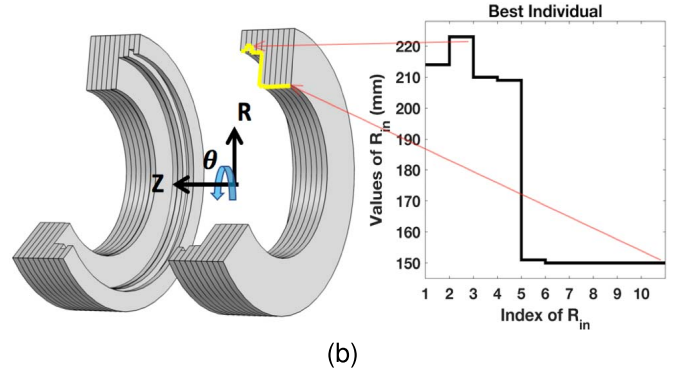 Best Individual
R
θ
Z
Values of R_in (mm)
220
210
200
190
180
170
160
150
1 2 3 4 5 6 7 8 9 10
Index of R_in
(b)